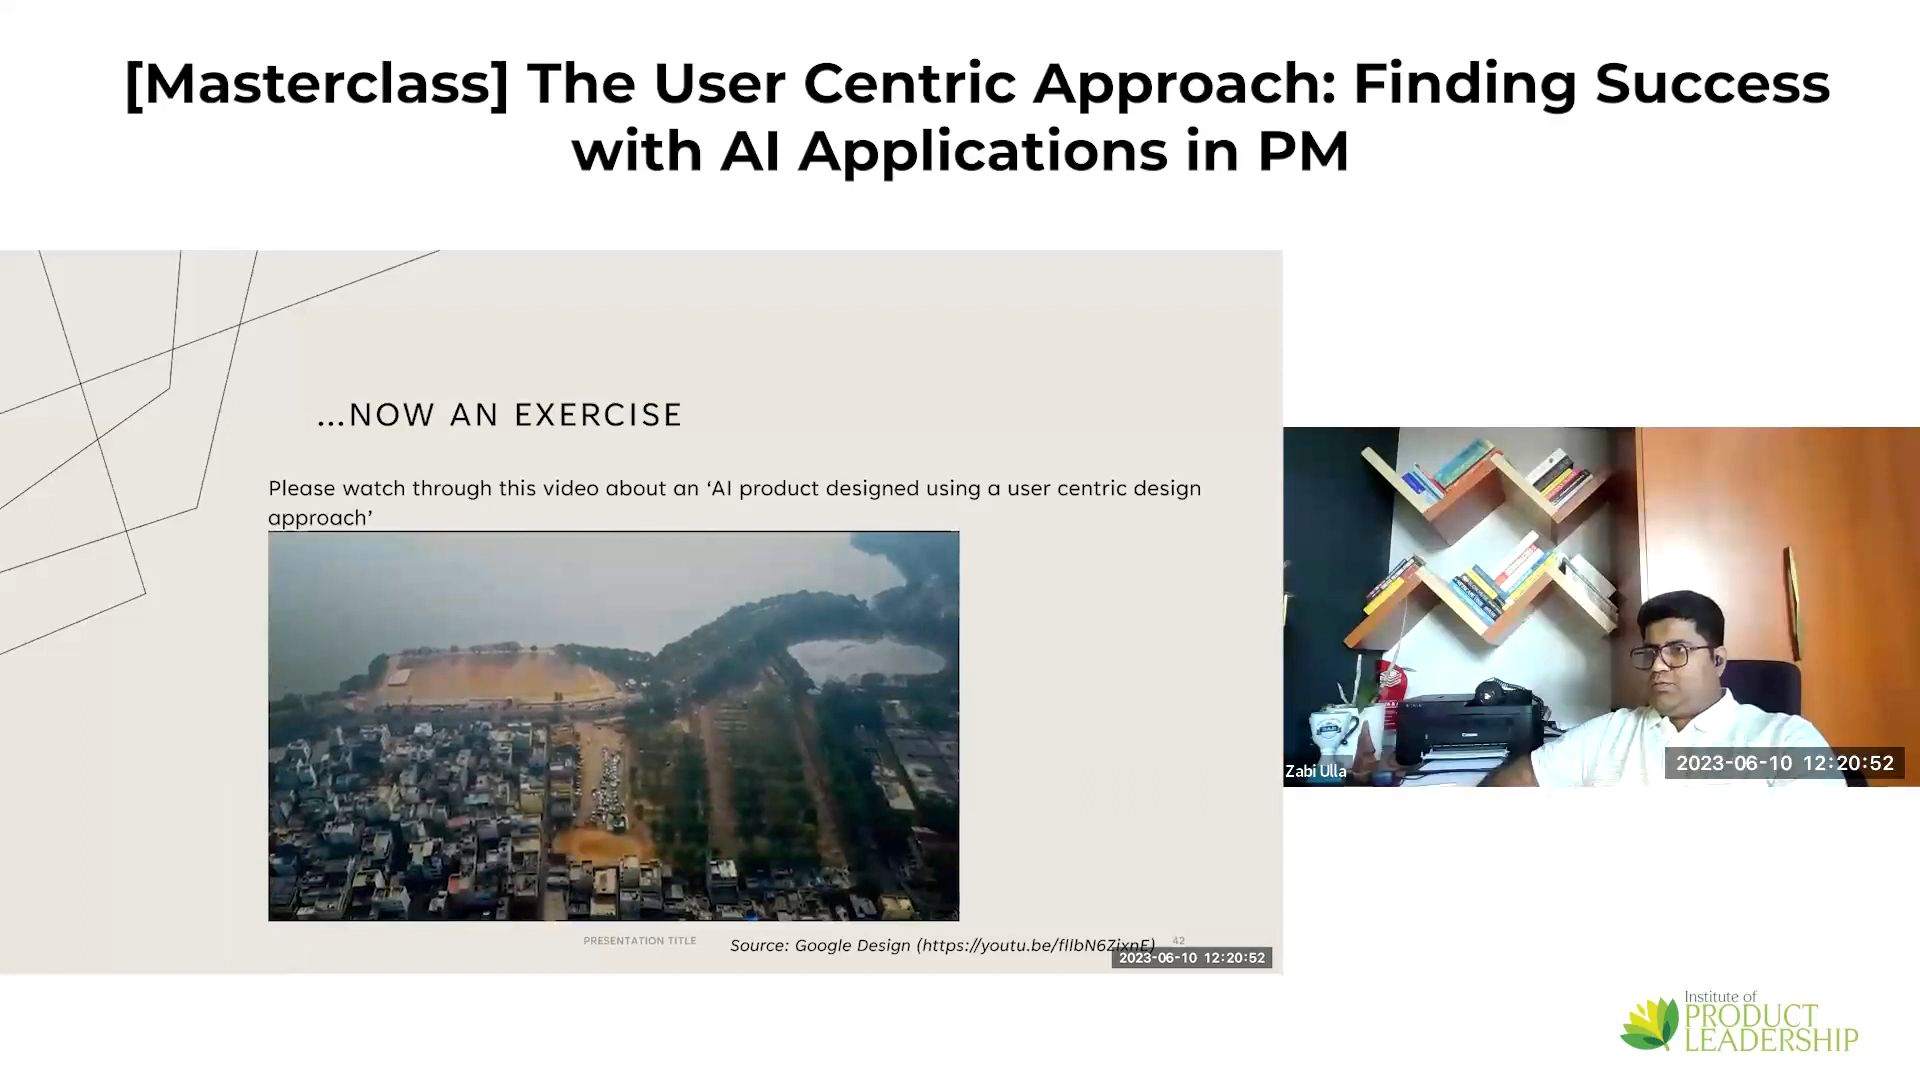 [Masterclass] The User Centric Approach: Finding Success
with AI Applications in PM
...NOW AN EXERCISE
Please watch through this video about an ‘AI product designed using a user centric design
approach’
PRESENTATION TITLE
Source: Google Design (https://youtu.be/fllbN6ZixnE)
42
2023-06-10 12:20:52
Zabi Ulla
2023-06-10 12:20:52
Institute of
PRODUCT
LEADERSHIP